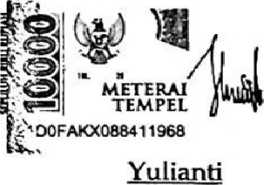 10000
METERAI
TEMPEL
D0FAKX088411968
Yulianti